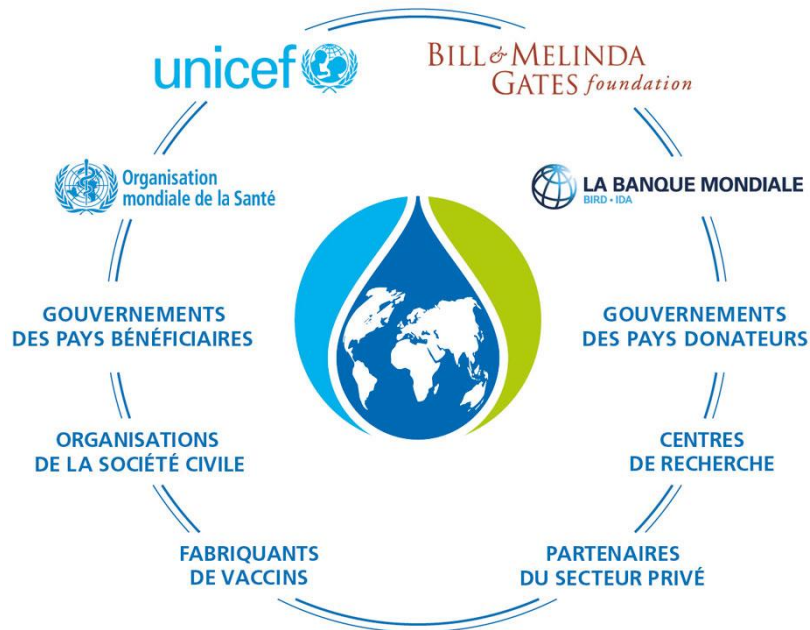 unicef
BILL & MELINDA
GATES foundation
Organisation
mondiale de la Santé
LA BANQUE MONDIALE
BIRD • IDA
GOUVERNEMENTS
DES PAYS BÉNÉFICIAIRES
GOUVERNEMENTS
DES PAYS DONATEURS
ORGANISATIONS
DE LA SOCIÉTÉ CIVILE
CENTRES
DE RECHERCHE
FABRIQUANTS
DE VACCINS
PARTENAIRES
DU SECTEUR PRIVÉ